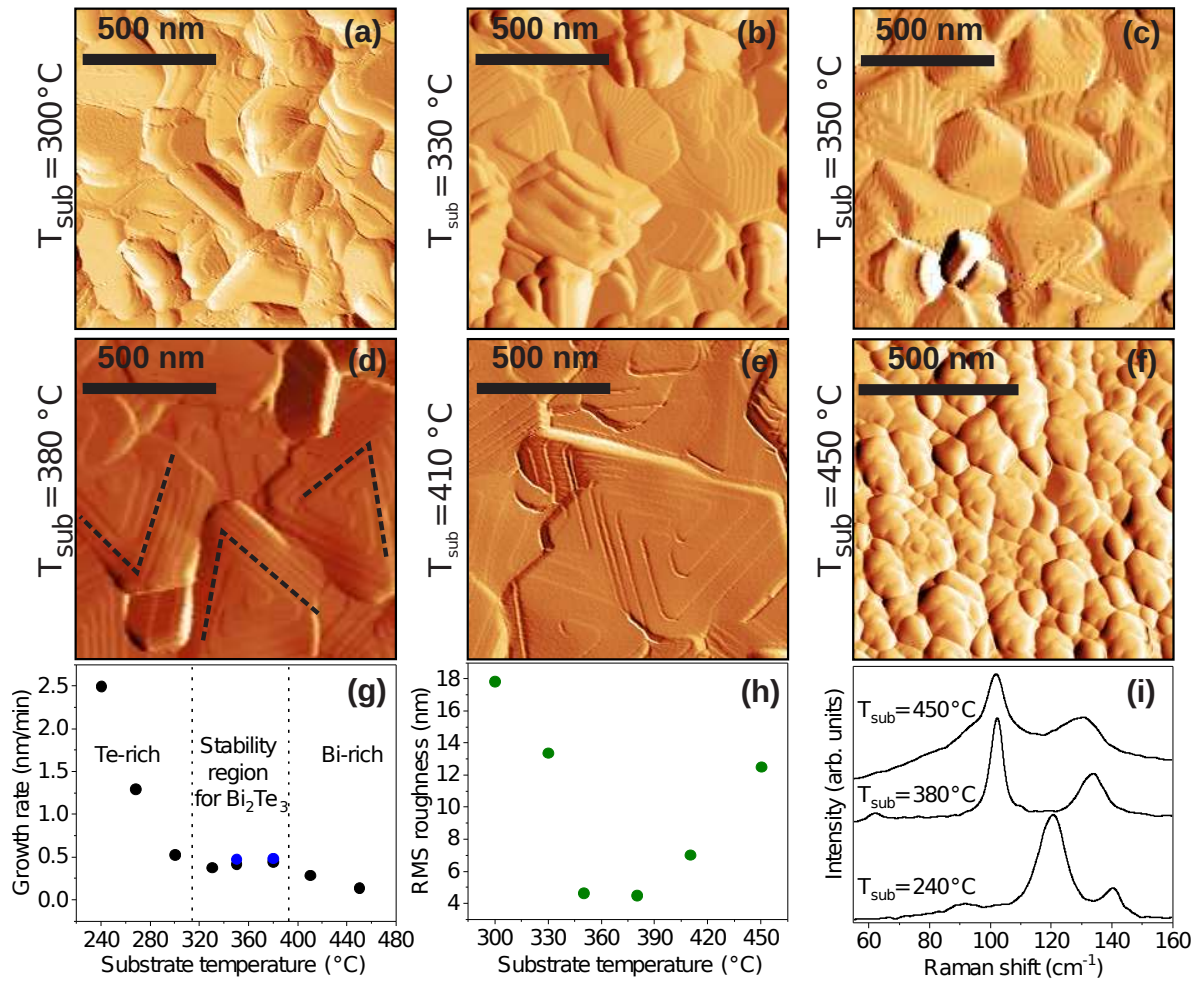 500 nm (a)
T_sub=300°C
500 nm (b)
T_sub=330 °C
500 nm (c)
T_sub=350 °C
500 nm (d)
T_sub=380 °C
500 nm (e)
T_sub=410 °C
500 nm (f)
T_sub=450 °C
(g)
Growth rate (nm/min)
2.5
2.0
1.5
1.0
0.5
0.0
Te-rich
Stability
region
for Bi₂Te₃
Bi-rich
240 280 320 360 400 440 480
Substrate temperature (°C)
(h)
RMS roughness (nm)
18
16
14
12
10
8
6
4
300 330 360 390 420 450
Substrate temperature (°C)
(i)
Intensity (arb. units)
T_sub=450°C
T_sub=380°C
T_sub=240°C
60 80 100 120 140 160
Raman shift (cm⁻¹)